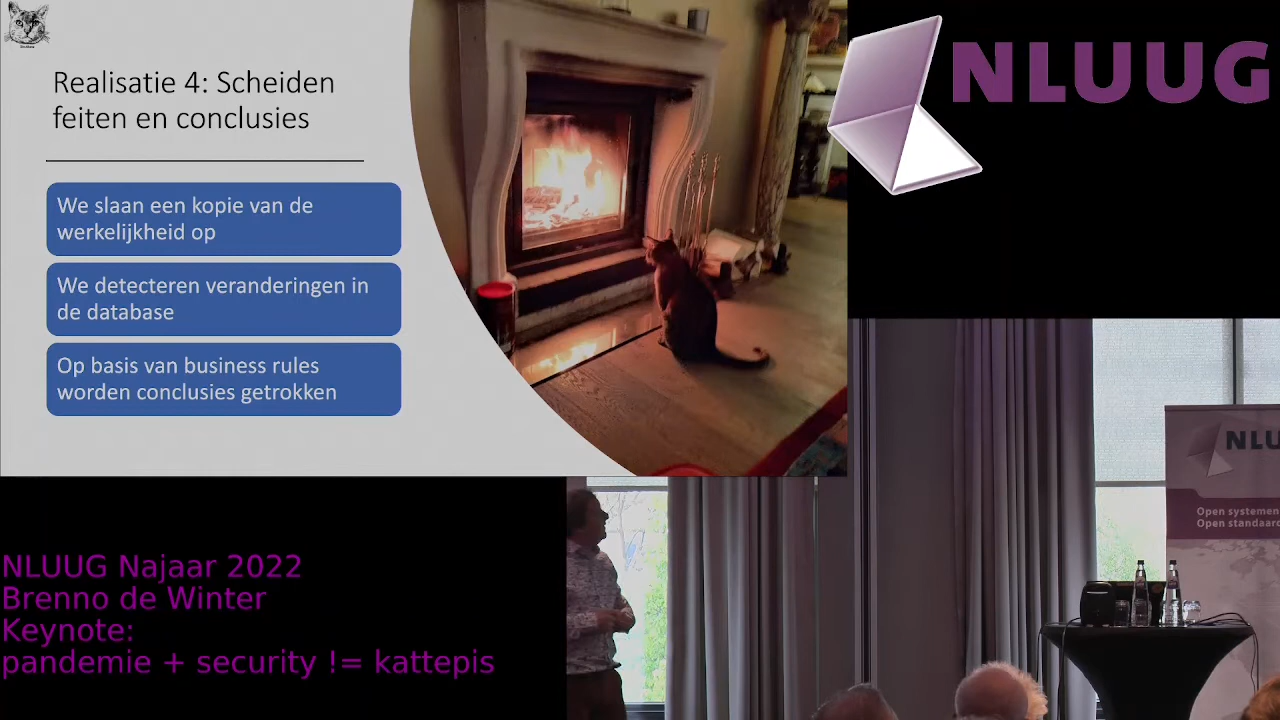 Realisatie 4: Scheiden
feiten en conclusies
We slaan een kopie van de
werkelijkheid op
We detecteren veranderingen in
de database
Op basis van business rules
worden conclusies getrokken
NLUUG
NLU
Open systemen
Open standaar
NLUUG Najaar 2022
Brenno de Winter
Keynote:
pandemie + security != kattepis